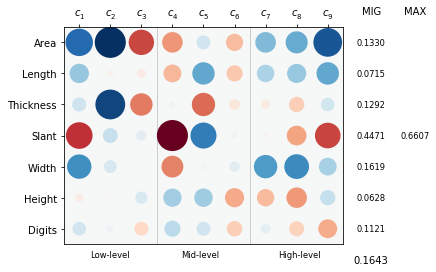 c1 c2 c3 c4 c5 c6 c7 c8 c9 MIG MAX
Area 0.1330
Length 0.0715
Thickness 0.1292
Slant 0.4471 0.6607
Width 0.1619
Height 0.0628
Digits 0.1121
Low-level Mid-level High-level
0.1643